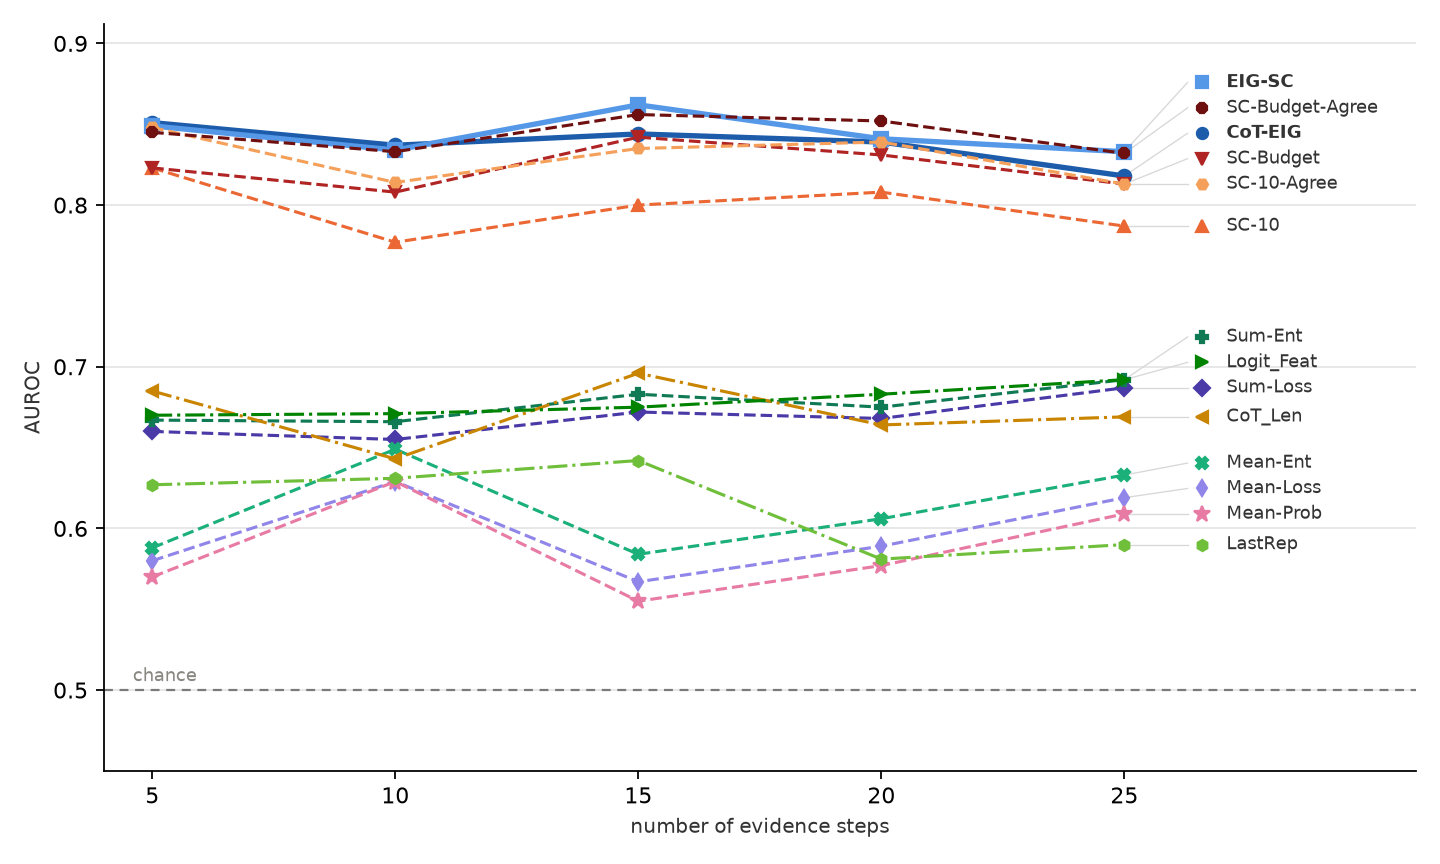 0.9
0.8
0.7
0.6
0.5
AUROC
chance
5
10
15
20
25
number of evidence steps
EIG-SC
SC-Budget-Agree
CoT-EIG
SC-Budget
SC-10-Agree
SC-10
Sum-Ent
Logit_Feat
Sum-Loss
CoT_Len
Mean-Ent
Mean-Loss
Mean-Prob
LastRep